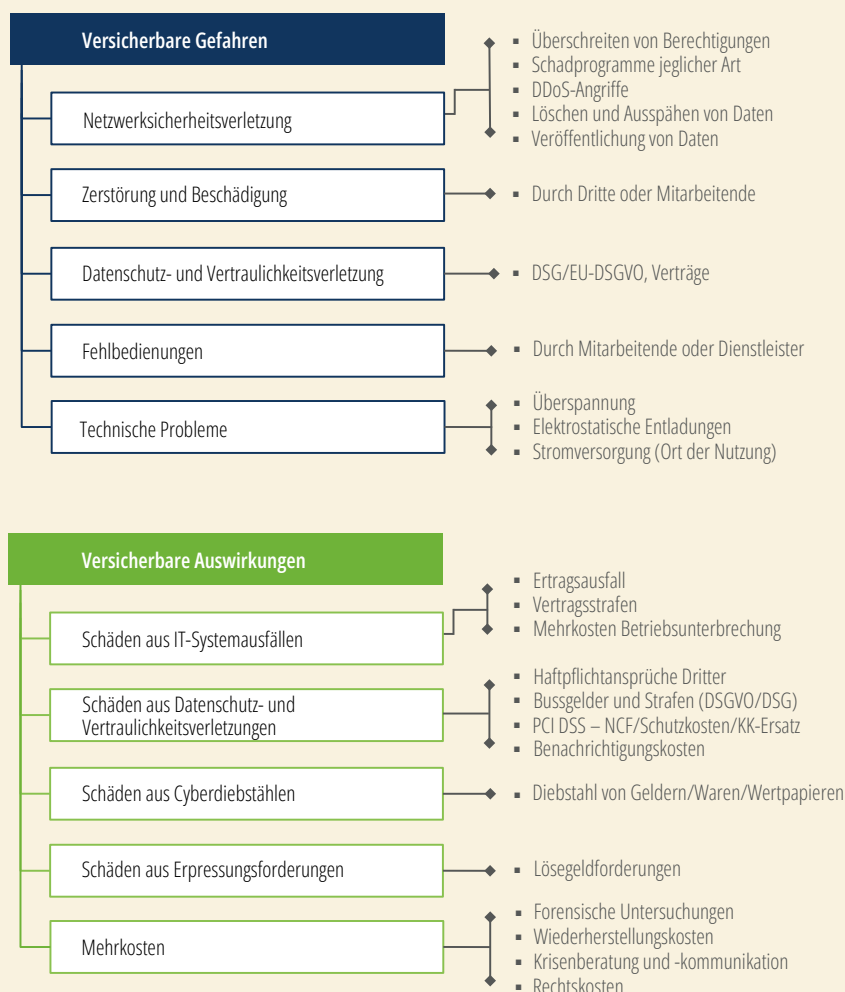 Versicherbare Gefahren
Netzwerksicherheitsverletzung
▪ Überschreiten von Berechtigungen
▪ Schadprogramme jeglicher Art
▪ DDoS-Angriffe
▪ Löschen und Ausspähen von Daten
▪ Veröffentlichung von Daten
Zerstörung und Beschädigung
▪ Durch Dritte oder Mitarbeitende
Datenschutz- und Vertraulichkeitsverletzung
▪ DSG/EU-DSGVO, Verträge
Fehlbedienungen
▪ Durch Mitarbeitende oder Dienstleister
Technische Probleme
▪ Überspannung
▪ Elektrostatische Entladungen
▪ Stromversorgung (Ort der Nutzung)
Versicherbare Auswirkungen
Schäden aus IT-Systemausfällen
▪ Ertragsausfall
▪ Vertragsstrafen
▪ Mehrkosten Betriebsunterbrechung
Schäden aus Datenschutz- und
Vertraulichkeitsverletzungen
▪ Haftpflichtansprüche Dritter
▪ Bussgelder und Strafen (DSGVO/DSG)
▪ PCI DSS – NCF/Schutzkosten/KK-Ersatz
▪ Benachrichtigungskosten
Schäden aus Cyberdiebstählen
▪ Diebstahl von Geldern/Waren/Wertpapieren
Schäden aus Erpressungsforderungen
▪ Lösegeldforderungen
Mehrkosten
▪ Forensische Untersuchungen
▪ Wiederherstellungskosten
▪ Krisenberatung und -kommunikation
▪ Rechtskosten